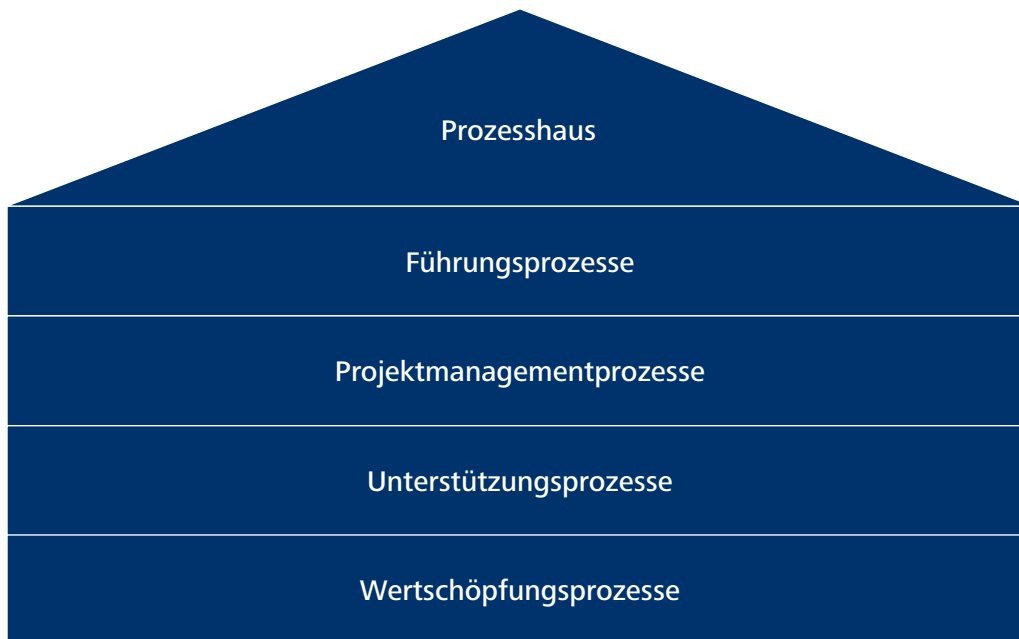 Prozesshaus
Führungsprozesse
Projektmanagementprozesse
Unterstützungsprozesse
Wertschöpfungsprozesse